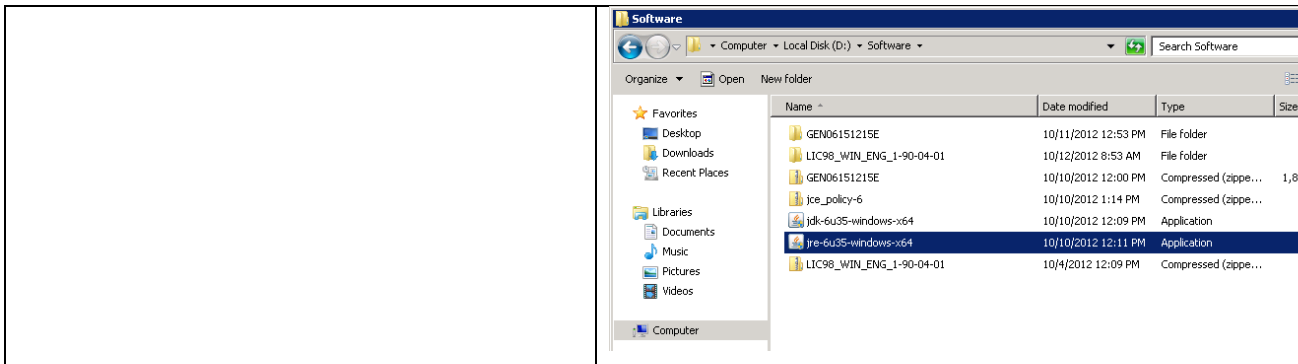 Software
Computer Local Disk (D:) Software Search Software
Organize Open New folder
Name Date modified Type Size
Favorites
Desktop
Downloads
Recent Places
Libraries
Documents
Music
Pictures
Videos
Computer
GEN06151215E 10/11/2012 12:53 PM File folder
LIC98_WIN_ENG_1-90-04-01 10/12/2012 8:53 AM File folder
GEN06151215E 10/10/2012 12:00 PM Compressed (zippe... 1,8
jce_policy-6 10/10/2012 1:14 PM Compressed (zippe...
jdk-6u35-windows-x64 10/10/2012 12:09 PM Application
jre-6u35-windows-x64 10/10/2012 12:11 PM Application
LIC98_WIN_ENG_1-90-04-01 10/4/2012 12:09 PM Compressed (zippe...